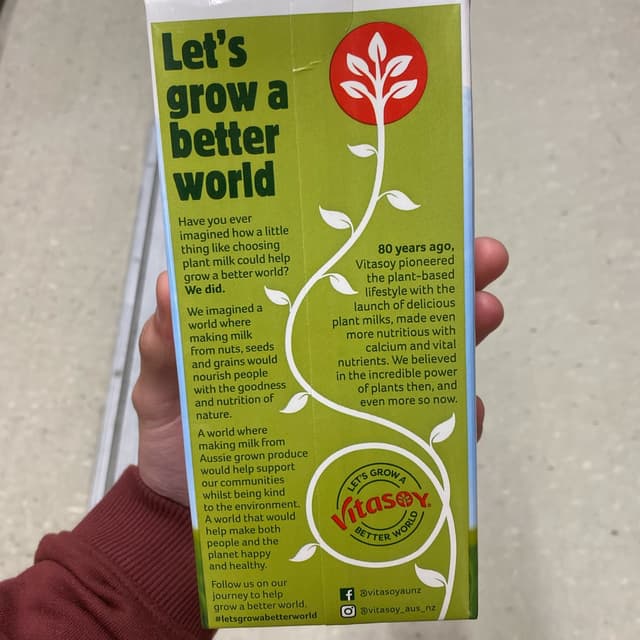 Let's
grow a
better
world
Have you ever
imagined how a little
thing like choosing
plant milk could help
grow a better world?
We did.
We imagined a
world where
making milk
from nuts, seeds
and grains would
nourish people
with the goodness
and nutrition of
nature.
A world where
making milk from
Aussie grown produce
would help support
our communities
whilst being kind
to the environment.
A world that would
help make both
people and the
planet happy
and healthy.
Follow us on our
journey to help
grow a better world.
#letsgrowabetterworld
80 years ago,
Vitasoy pioneered
the plant-based
lifestyle with the
launch of delicious
plant milks, made even
more nutritious with
calcium and vital
nutrients. We believed
in the incredible power
of plants then, and
even more so now.
LET'S GROW A
Vitasoy®
BETTER WORLD
@vitasoyaunz
@vitasoy_aus_nz